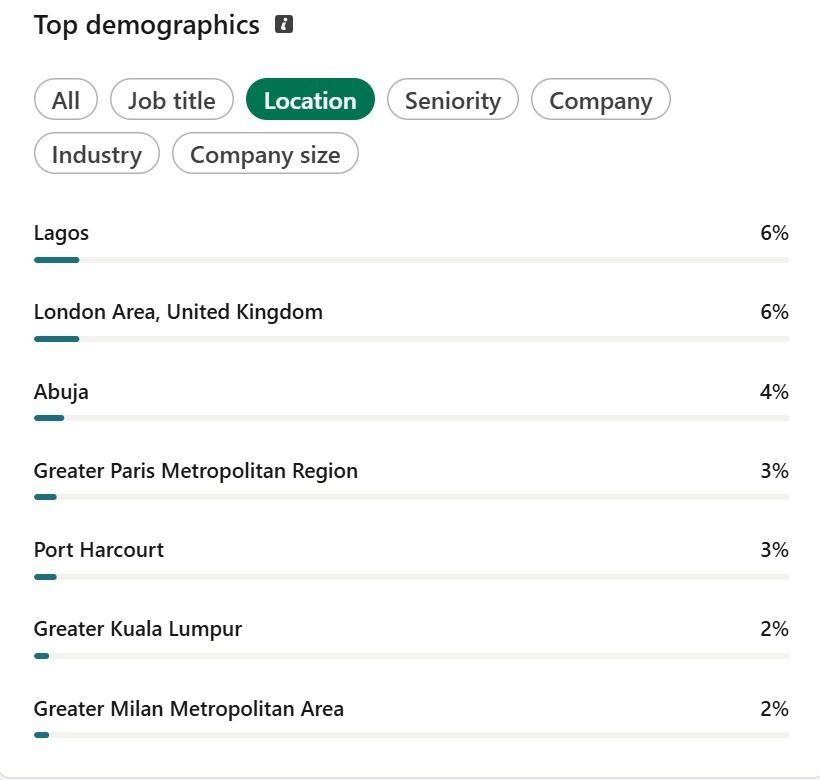 Top demographics
All Job title Location Seniority Company
Industry Company size
Lagos 6%
London Area, United Kingdom 6%
Abuja 4%
Greater Paris Metropolitan Region 3%
Port Harcourt 3%
Greater Kuala Lumpur 2%
Greater Milan Metropolitan Area 2%